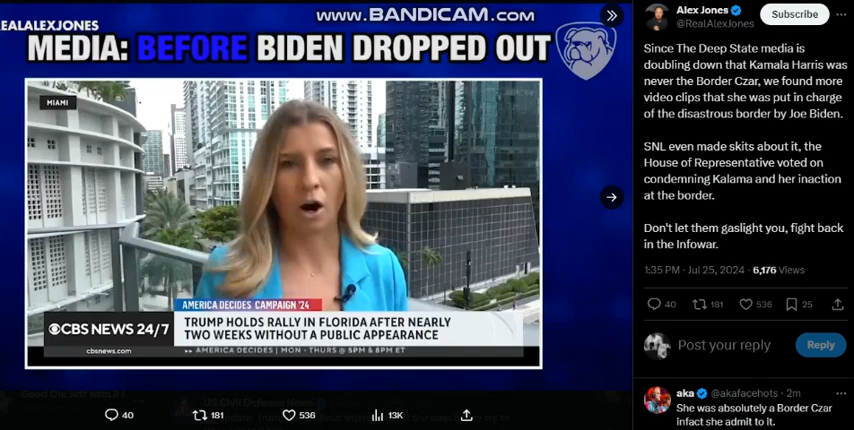 www.BANDICAM.com
EALALEXJONES
MEDIA: BEFORE BIDEN DROPPED OUT
MIAMI
AMERICA DECIDES CAMPAIGN '24
CBS NEWS 24/7
TRUMP HOLDS RALLY IN FLORIDA AFTER NEARLY
TWO WEEKS WITHOUT A PUBLIC APPEARANCE
cbsnews.com
AMERICA DECIDES | MON - THURS @ 5PM & 8PM ET
40
181
536
13K
Alex Jones
@RealAlexJones
Subscribe
Since The Deep State media is
doubling down that Kamala Harris was
never the Border Czar, we found more
video clips that she was put in charge
of the disastrous border by Joe Biden.
SNL even made skits about it, the
House of Representative voted on
condemning Kalama and her inaction
at the border.
Don't let them gaslight you, fight back
in the Infowar.
1:35 PM · Jul 25, 2024 · 6,176 Views
40
181
536
25
Post your reply
Reply
aka @akafacehots · 2m
She was absolutely a Border Czar
infact she admit to it.